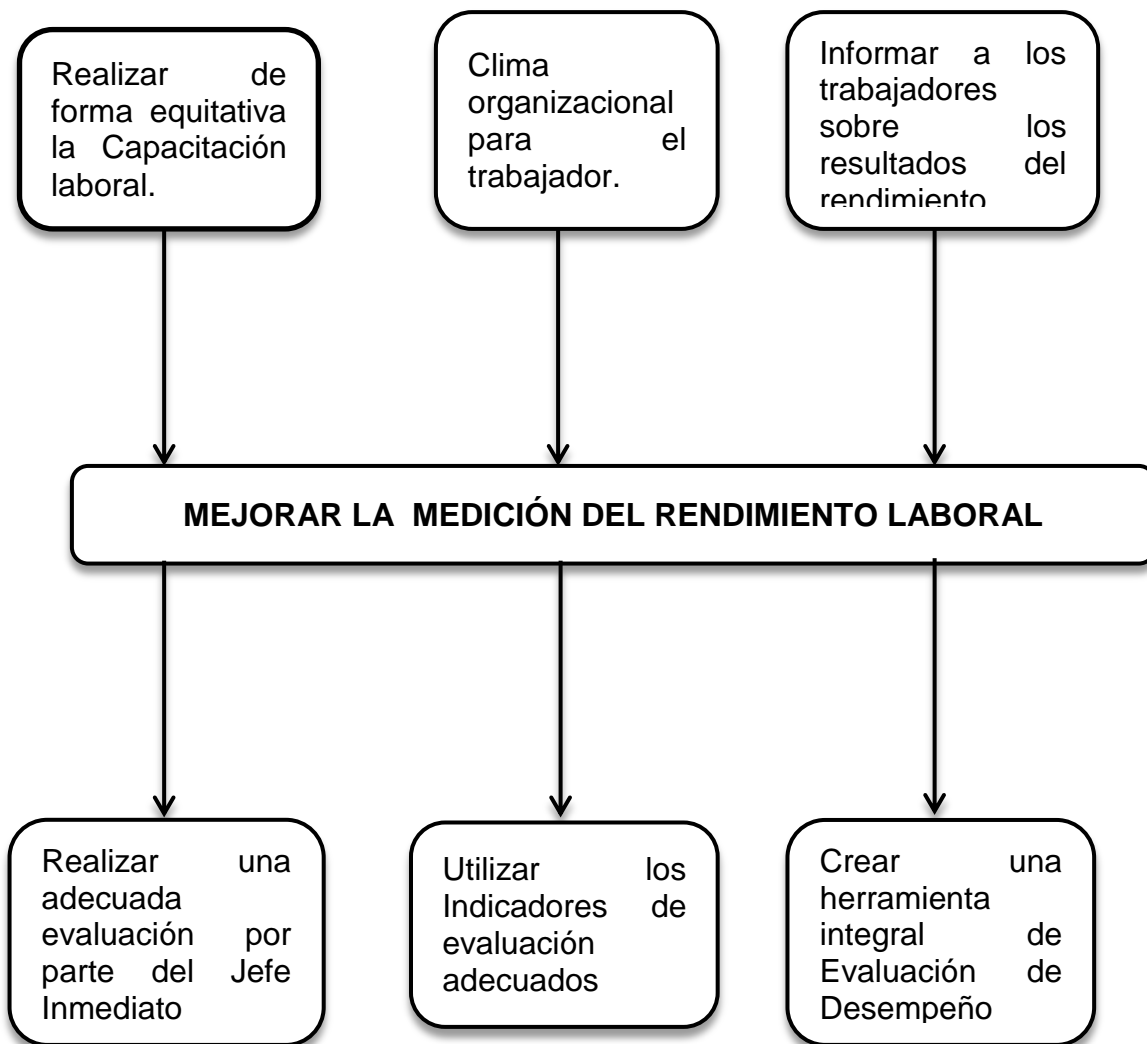 Realizar de
forma equitativa
la Capacitación
laboral.
Clima
organizacional
para el
trabajador.
Informar a los
trabajadores
sobre los
resultados del
rendimiento
MEJORAR LA MEDICIÓN DEL RENDIMIENTO LABORAL
Realizar una
adecuada
evaluación por
parte del Jefe
Inmediato
Utilizar los
Indicadores de
evaluación
adecuados
Crear una
herramienta
integral de
Evaluación de
Desempeño